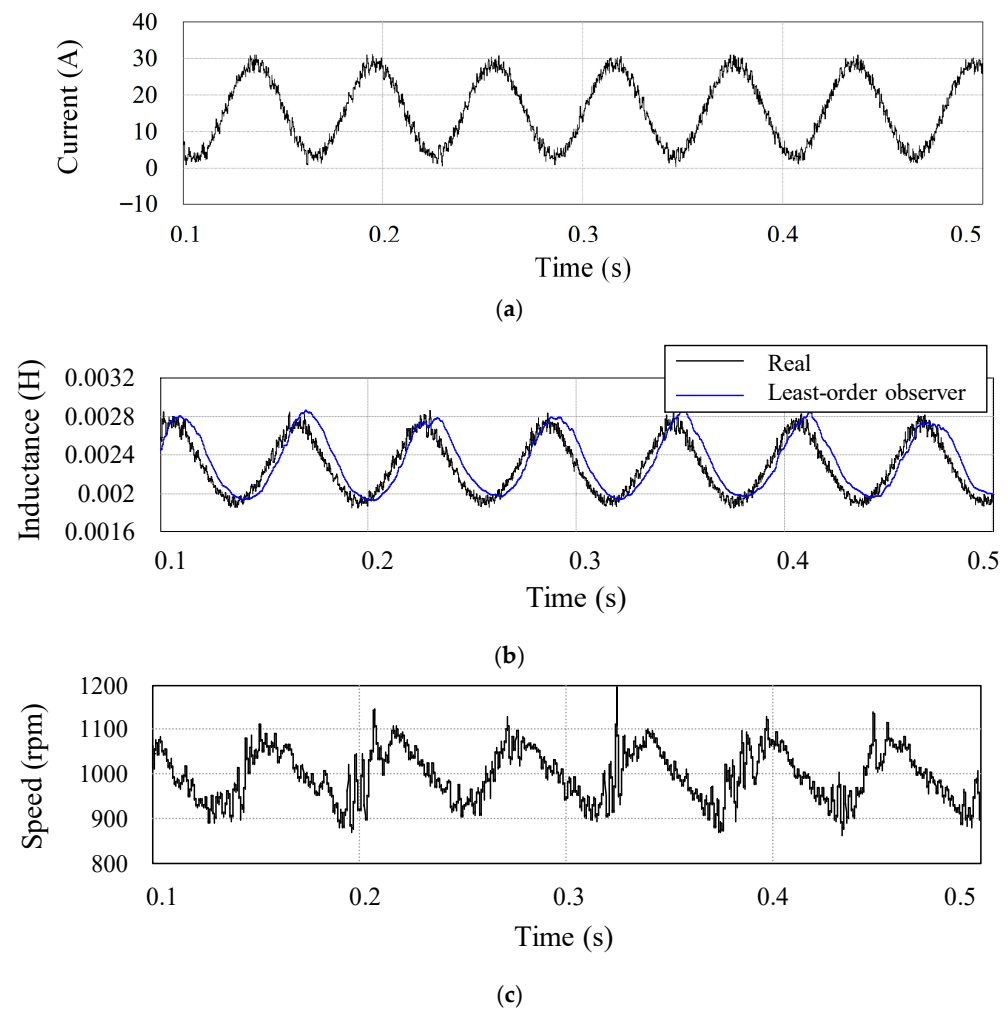 40
30
20
10
0
−10
Current (A)
0.1 0.2 0.3 0.4 0.5
Time (s)
(a)
Real
Least-order observer
0.0032
0.0028
0.0024
0.002
0.0016
Inductance (H)
0.1 0.2 0.3 0.4 0.5
Time (s)
(b)
1200
1100
1000
900
800
Speed (rpm)
0.1 0.2 0.3 0.4 0.5
Time (s)
(c)